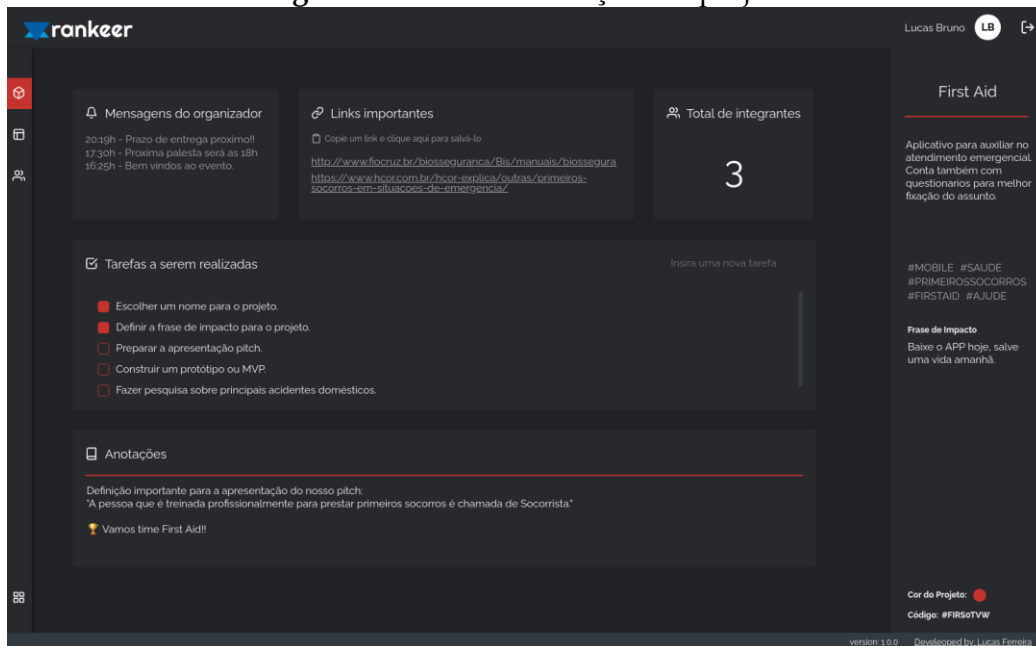 rankeer
Lucas Bruno LB
Mensagens do organizador
20:19h - Prazo de entrega proximo!!
17:30h - Proxima palesta será as 18h
16:25h - Bem vindos ao evento.
Links importantes
Copie um link e clique aqui para salvá-lo
http://www.fiocruz.br/biosseguranca/Bis/manuais/biossegura
https://www.hcor.com.br/hcor-explica/outras/primeiros-
socorros-em-situacoes-de-emergencia/
Total de integrantes
3
Tarefas a serem realizadas
Insira uma nova tarefa
Escolher um nome para o projeto.
Definir a frase de impacto para o projeto.
Preparar a apresentação pitch.
Construir um protótipo ou MVP.
Fazer pesquisa sobre principais acidentes domésticos.
Anotações
Definição importante para a apresentação do nosso pitch:
"A pessoa que é treinada profissionalmente para prestar primeiros socorros é chamada de Socorrista."
🏆 Vamos time First Aid!!
First Aid
Aplicativo para auxiliar no
atendimento emergencial.
Conta também com
questionarios para melhor
fixação do assunto.
#MOBILE #SAUDE
#PRIMEIROSSOCORROS
#FIRSTAID #AJUDE
Frase de Impacto
Baixe o APP hoje, salve
uma vida amanhã.
Cor do Projeto:
Código: #FIRS0TVW
version: 1.0.0 Develeoped by: Lucas Ferreira